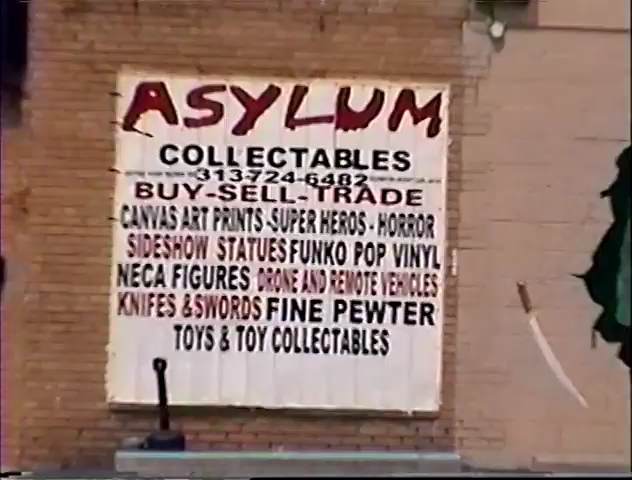 ASYLUM
COLLECTABLES
313-724-6482
BUY-SELL-TRADE
CANVAS ART PRINTS -SUPER HEROS - HORROR
SIDESHOW STATUES FUNKO POP VINYL
NECA FIGURES DRONE AND REMOTE VEHICLES
KNIFES & SWORDS FINE PEWTER
TOYS & TOY COLLECTABLES